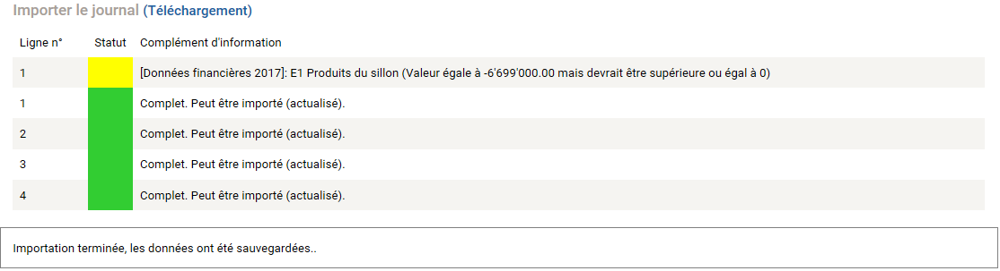 Importer le journal (Téléchargement)
Ligne n° Statut Complément d'information
1 [Données financières 2017]: E1 Produits du sillon (Valeur égale à -6'699'000.00 mais devrait être supérieure ou égal à 0)
1 Complet. Peut être importé (actualisé).
2 Complet. Peut être importé (actualisé).
3 Complet. Peut être importé (actualisé).
4 Complet. Peut être importé (actualisé).
Importation terminée, les données ont été sauvegardées..